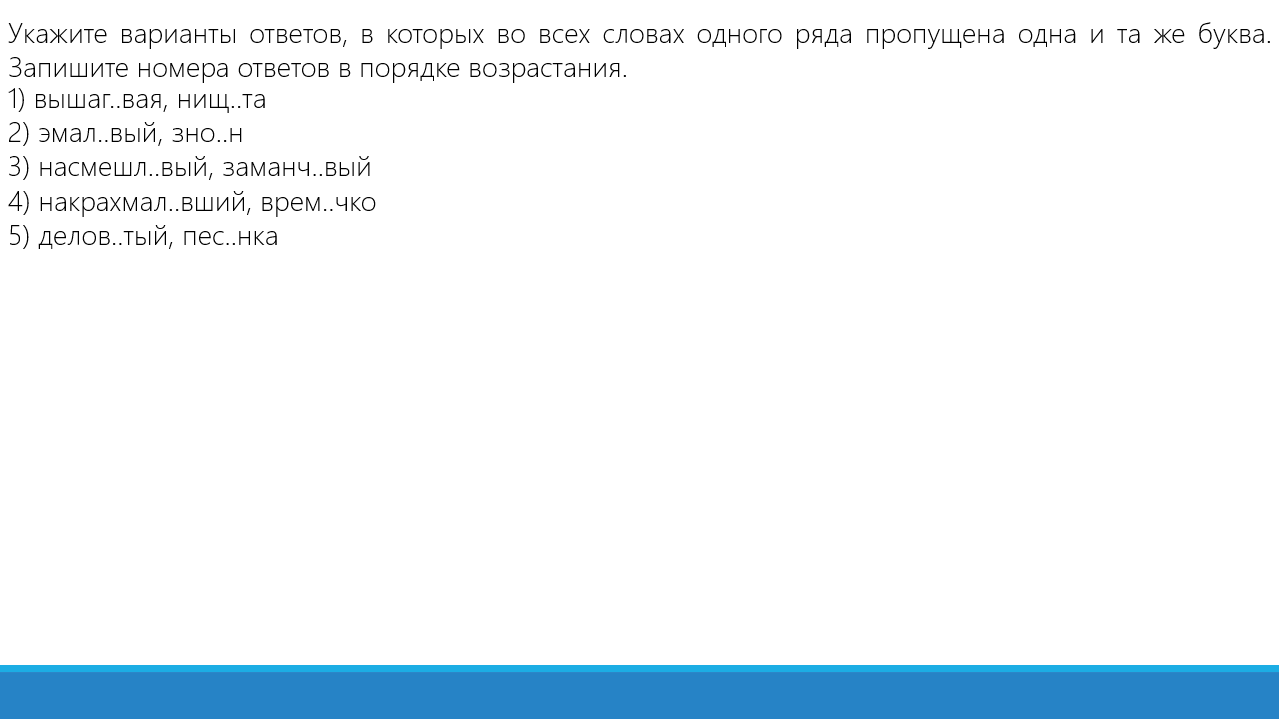 Укажите варианты ответов, в которых во всех словах одного ряда пропущена одна и та же буква.
Запишите номера ответов в порядке возрастания.
1) вышаг..вая, нищ..та
2) эмал..вый, зно..н
3) насмешл..вый, заманч..вый
4) накрахмал..вший, врем..чко
5) делов..тый, пес..нка